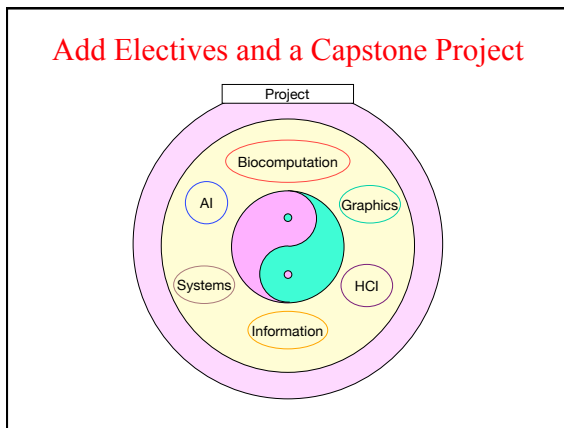 Add Electives and a Capstone Project
Project
Biocomputation
AI
Graphics
Systems
HCI
Information